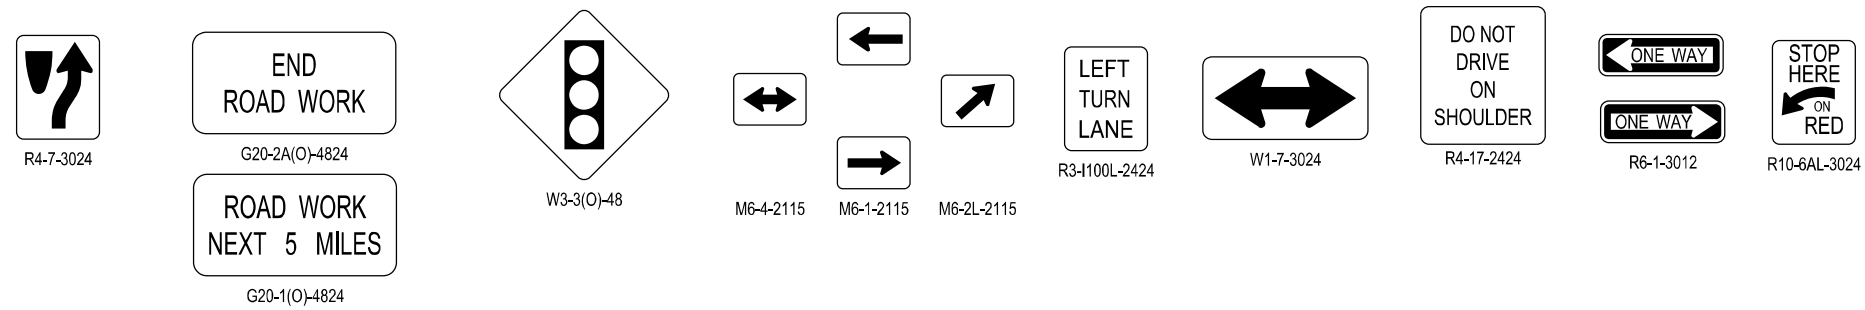 R4-7-3024
END
ROAD WORK
G20-2A(O)-4824
ROAD WORK
NEXT 5 MILES
G20-1(O)-4824
W3-3(O)-48
M6-4-2115
M6-1-2115
M6-2L-2115
LEFT
TURN
LANE
R3-I100L-2424
W1-7-3024
DO NOT
DRIVE
ON
SHOULDER
R4-17-2424
ONE WAY
ONE WAY
R6-1-3012
STOP
HERE
ON
RED
R10-6AL-3024